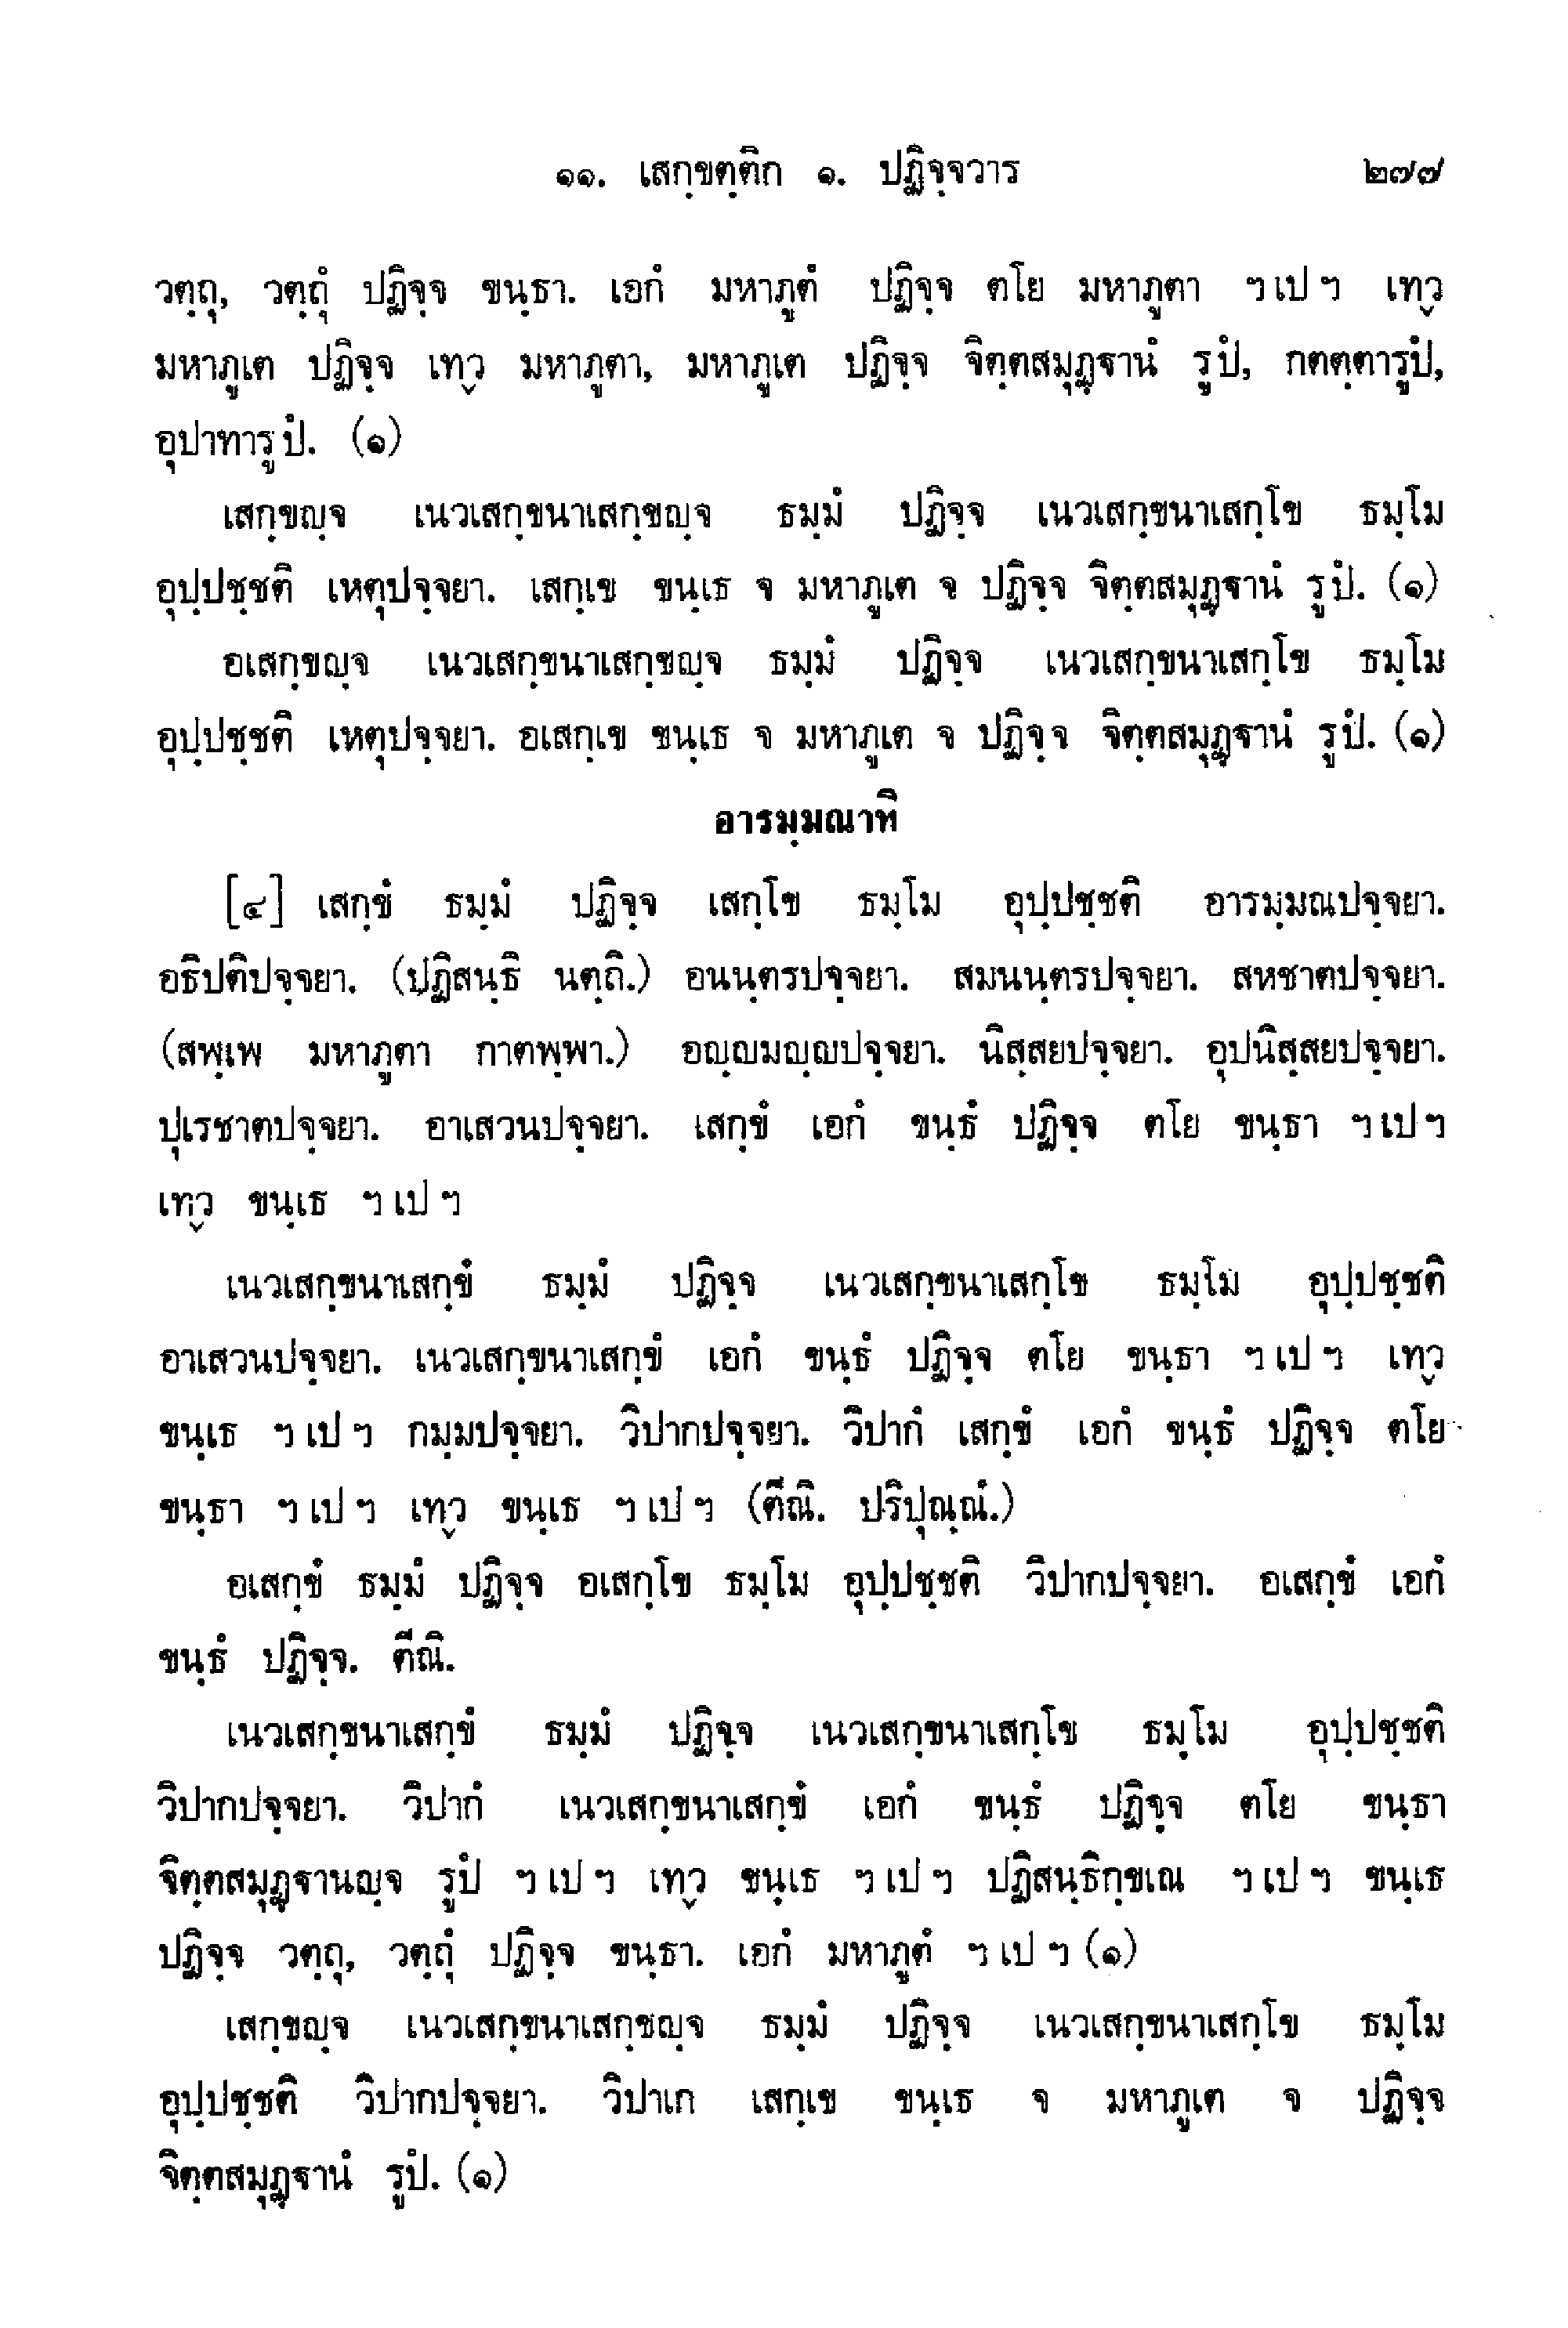 ๑๑. เสกฺขตฺติก ๑. ปฏิจฺจวาร ๒๗๗
วตฺถุ, วตฺถุํ ปฏิจฺจ ขนฺธา. เอกํ มหาภูตํ ปฏิจฺจ ตโย มหาภูตา ฯ เป ฯ เทฺว
มหาภูเต ปฏิจฺจ เทฺว มหาภูตา, มหาภูเต ปฏิจฺจ จิตฺตสมุฏฺฐานํ รูปํ, กตตฺตารูปํ,
อุปาทารูปํ. (๑)
เสกฺขญฺจ เนวเสกฺขนาเสกฺขญฺจ ธมฺมํ ปฏิจฺจ เนวเสกฺขนาเสกฺโข ธมฺโม
อุปฺปชฺชติ เหตุปจฺจยา. เสกฺเข ขนฺเธ จ มหาภูเต จ ปฏิจฺจ จิตฺตสมุฏฺฐานํ รูปํ. (๑)
อเสกฺขญฺจ เนวเสกฺขนาเสกฺขญฺจ ธมฺมํ ปฏิจฺจ เนวเสกฺขนาเสกฺโข ธมฺโม
อุปฺปชฺชติ เหตุปจฺจยา. อเสกฺเข ขนฺเธ จ มหาภูเต จ ปฏิจฺจ จิตฺตสมุฏฺฐานํ รูปํ. (๑)
อารมฺมณาทิ
[๔] เสกฺขํ ธมฺมํ ปฏิจฺจ เสกฺโข ธมฺโม อุปฺปชฺชติ อารมฺมณปจฺจยา.
อธิปติปจฺจยา. (ปฏิสนฺธิ นตฺถิ.) อนนฺตรปจฺจยา. สมนนฺตรปจฺจยา. สหชาตปจฺจยา.
(สพฺเพ มหาภูตา กาตพฺพา.) อญฺญมญฺญปจฺจยา. นิสฺสยปจฺจยา. อุปนิสฺสยปจฺจยา.
ปุเรชาตปจฺจยา. อาเสวนปจฺจยา. เสกฺขํ เอกํ ขนฺธํ ปฏิจฺจ ตโย ขนฺธา ฯ เป ฯ
เทฺว ขนฺเธ ฯ เป ฯ
เนวเสกฺขนาเสกฺขํ ธมฺมํ ปฏิจฺจ เนวเสกฺขนาเสกฺโข ธมฺโม อุปฺปชฺชติ
อาเสวนปจฺจยา. เนวเสกฺขนาเสกฺขํ เอกํ ขนฺธํ ปฏิจฺจ ตโย ขนฺธา ฯ เป ฯ เทฺว
ขนฺเธ ฯ เป ฯ กมฺมปจฺจยา. วิปากปจฺจยา. วิปากํ เสกฺขํ เอกํ ขนฺธํ ปฏิจฺจ ตโย
ขนฺธา ฯ เป ฯ เทฺว ขนฺเธ ฯ เป ฯ (ตีณิ. ปริปุณฺณํ.)
อเสกฺขํ ธมฺมํ ปฏิจฺจ อเสกฺโข ธมฺโม อุปฺปชฺชติ วิปากปจฺจยา. อเสกฺขํ เอกํ
ขนฺธํ ปฏิจฺจ. ตีณิ.
เนวเสกฺขนาเสกฺขํ ธมฺมํ ปฏิจฺจ เนวเสกฺขนาเสกฺโข ธมฺโม อุปฺปชฺชติ
วิปากปจฺจยา. วิปากํ เนวเสกฺขนาเสกฺขํ เอกํ ขนฺธํ ปฏิจฺจ ตโย ขนฺธา
จิตฺตสมุฏฺฐานญฺจ รูปํ ฯ เป ฯ เทฺว ขนฺเธ ฯ เป ฯ ปฏิสนฺธิกฺขเณ ฯ เป ฯ ขนฺเธ
ปฏิจฺจ วตฺถุ, วตฺถุํ ปฏิจฺจ ขนฺธา. เอกํ มหาภูตํ ฯ เป ฯ (๑)
เสกฺขญฺจ เนวเสกฺขนาเสกฺขญฺจ ธมฺมํ ปฏิจฺจ เนวเสกฺขนาเสกฺโข ธมฺโม
อุปฺปชฺชติ วิปากปจฺจยา. วิปาเก เสกฺเข ขนฺเธ จ มหาภูเต จ ปฏิจฺจ
จิตฺตสมุฏฺฐานํ รูปํ. (๑)